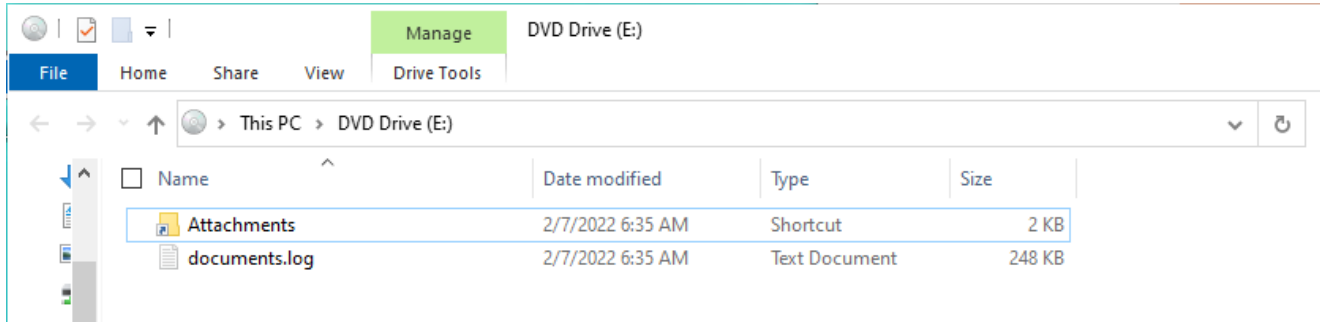 Manage DVD Drive (E:)
File Home Share View Drive Tools
This PC > DVD Drive (E:)
Name Date modified Type Size
Attachments 2/7/2022 6:35 AM Shortcut 2 KB
documents.log 2/7/2022 6:35 AM Text Document 248 KB